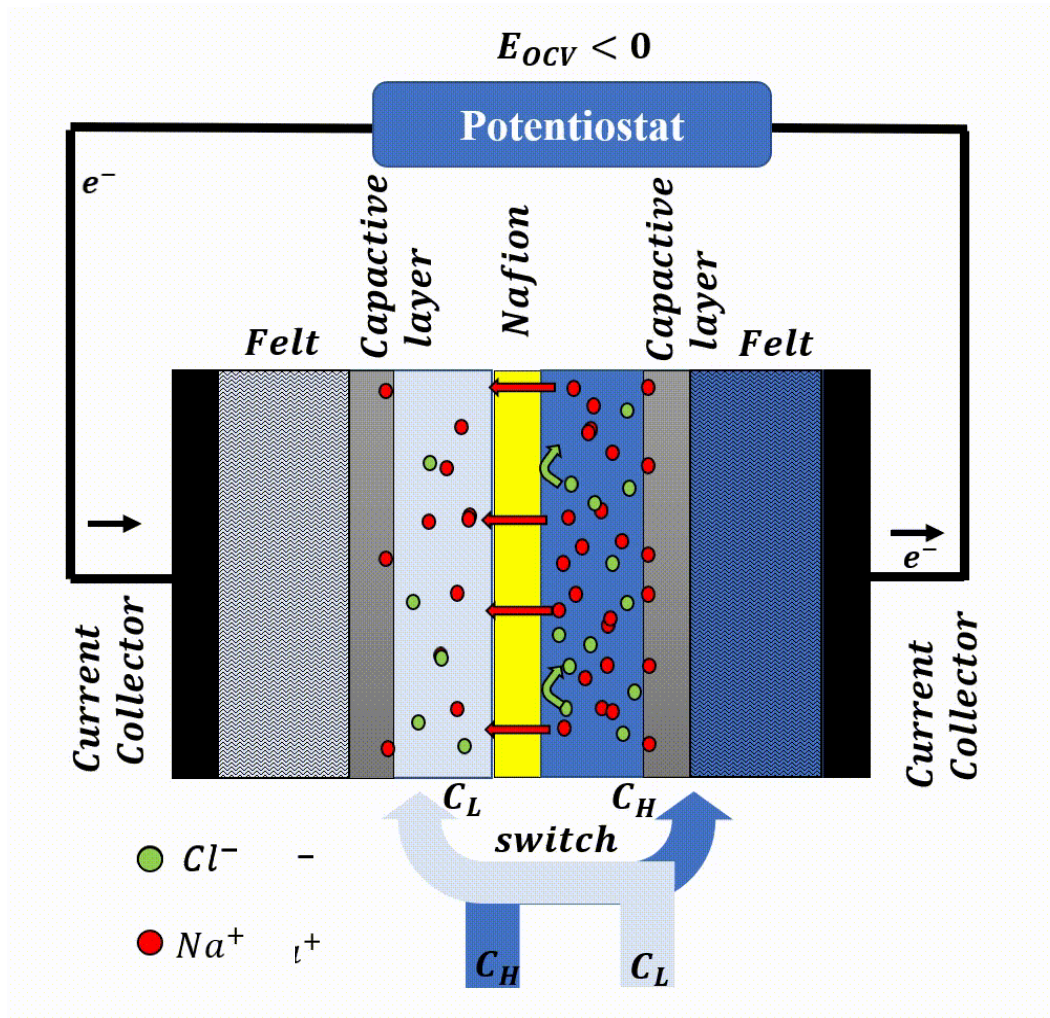 E_OCV < 0
Potentiostat
e⁻
Capactive
layer
Nafion
Capactive
layer
Felt
Felt
e⁻
Current
Collector
Current
Collector
C_L
C_H
switch
Cl⁻ –
Na⁺ ⁺
C_H
C_L